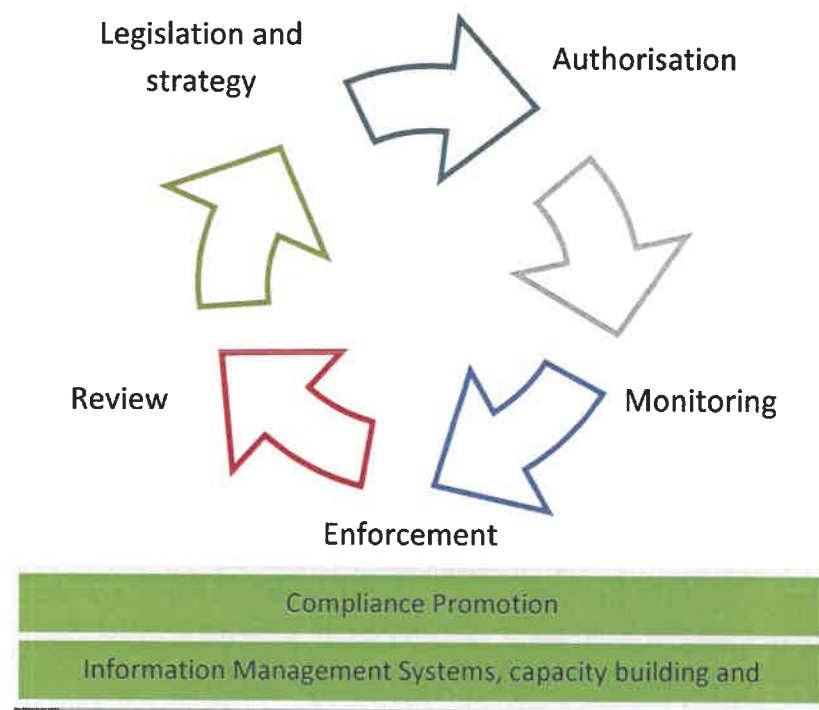 Legislation and
strategy
Authorisation
Monitoring
Enforcement
Review
Compliance Promotion
Information Management Systems, capacity building and